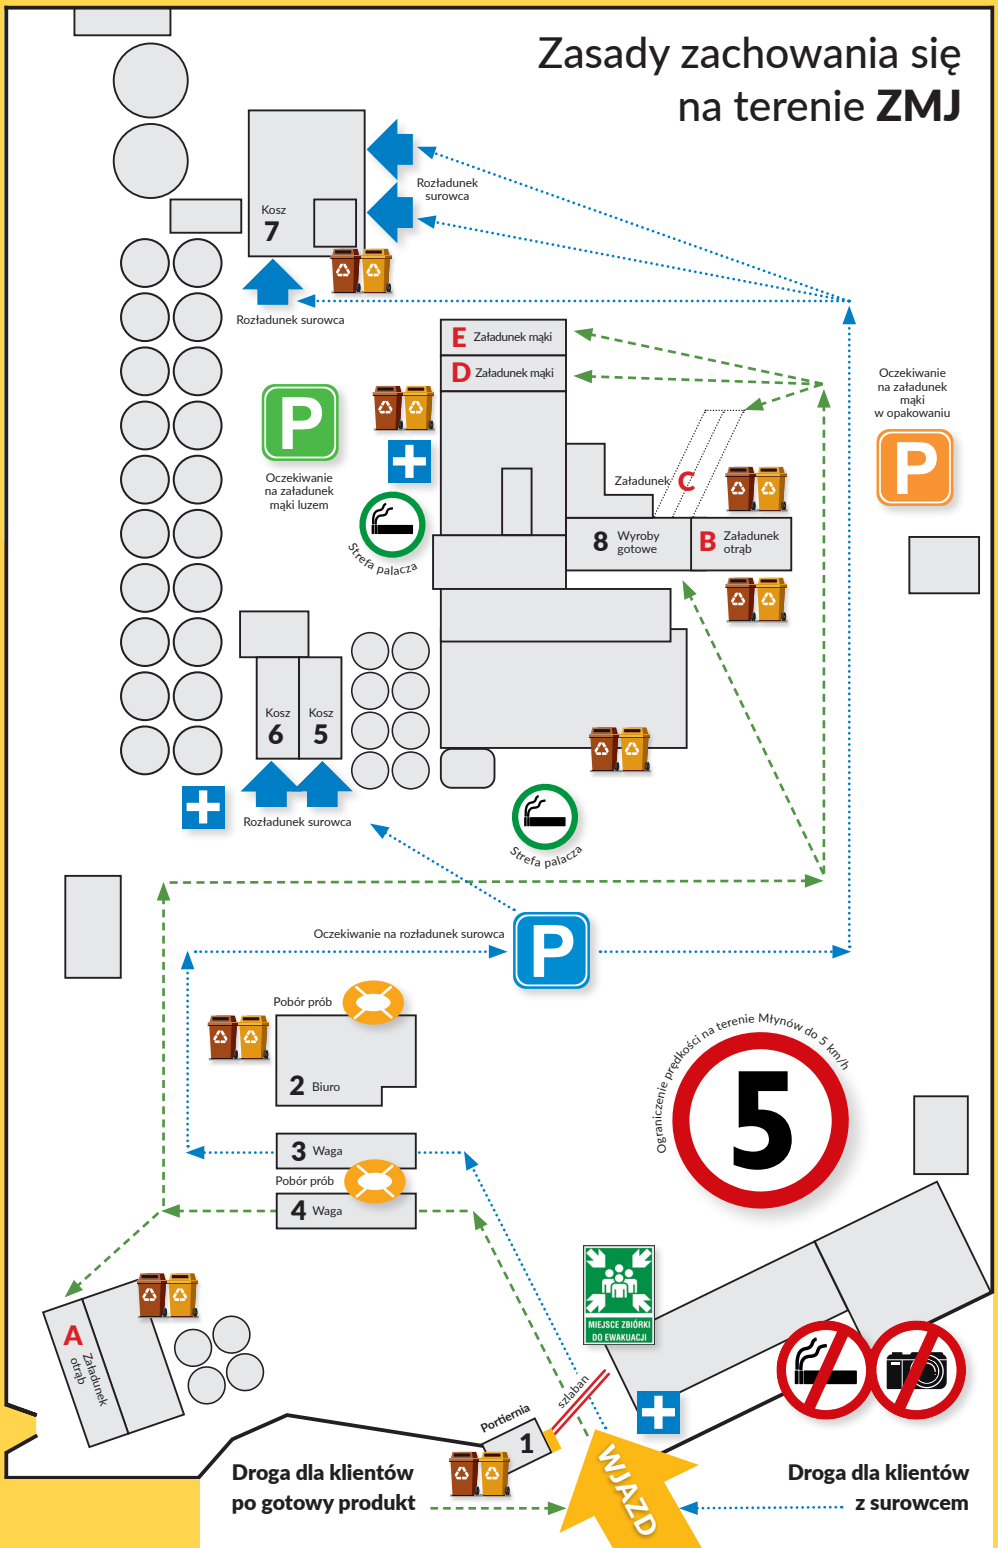 Zasady zachowania się
na terenie ZMJ
Rozładunek
surowca
Kosz
7
Rozładunek surowca
E Załadunek mąki
D Załadunek mąki
Oczekiwanie
na załadunek
mąki
w opakowaniu
P
P
Oczekiwanie
na załadunek
mąki luzem
Załadunek C
Strefa palacza
8 Wyroby
gotowe
B Załadunek
otrąb
Kosz
6
Kosz
5
Rozładunek surowca
Strefa palacza
Oczekiwanie na rozładunek surowca
P
Pobór prób
2 Biuro
Ograniczenie prędkości na terenie Młynów do 5 km/h
5
3 Waga
Pobór prób
4 Waga
MIEJSCE ZBIÓRKI
DO EWAKUACJI
A
Załadunek
otrąb
szlaban
Portiernia
1
WJAZD
Droga dla klientów
po gotowy produkt
Droga dla klientów
z surowcem